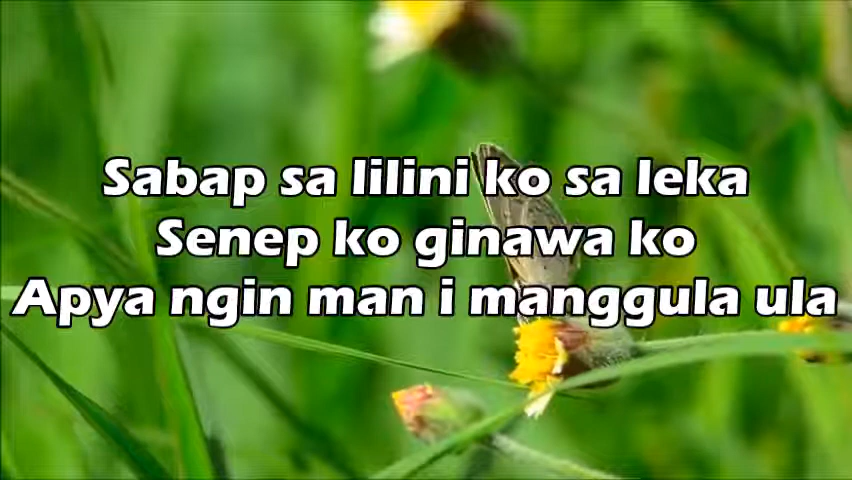 Sabap sa lilini ko sa leka
Senep ko ginawa ko
Apya ngin man i manggula ula